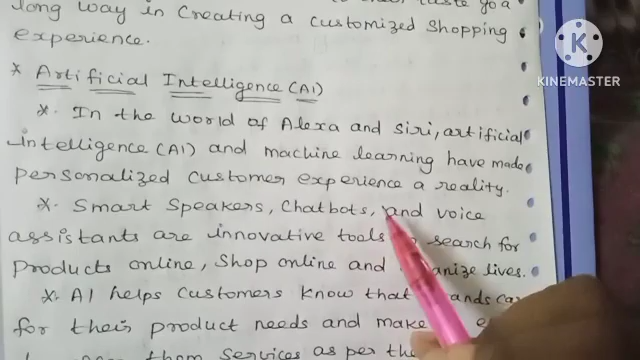 long way in creating a customized shopping
experience.
* Artificial Intelligence (AI)
*. In the world of Alexa and siri, artificial
intelligence (AI) and machine learning have made
personalized customer experience a reality.
*. Smart Speakers, Chatbots, and voice
assistants are innovative tools search for
products online, shop online and lives.
*. AI helps customers know that
for their product needs and make
them services as per the
KINEMASTER